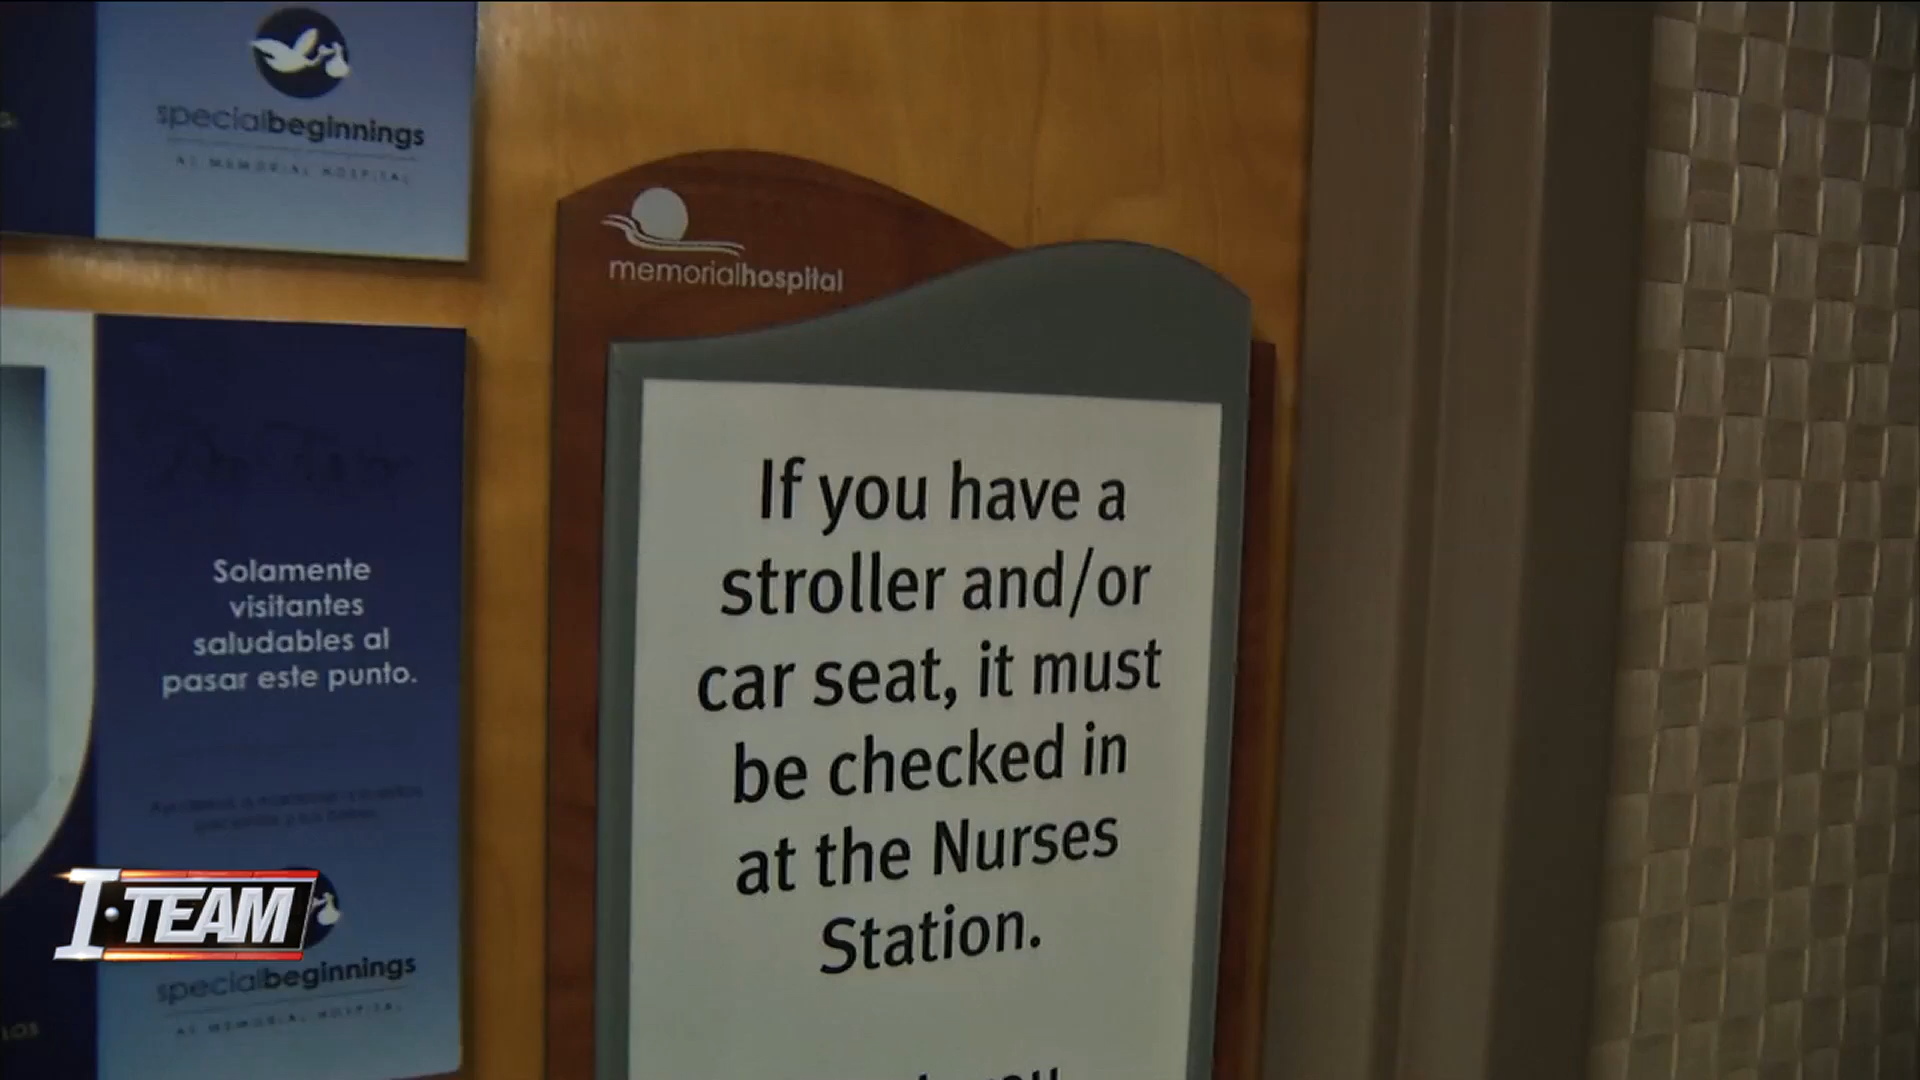 specialbeginnings
AT MEMORIAL HOSPITAL
memorialhospital
If you have a
stroller and/or
car seat, it must
be checked in
at the Nurses
Station.
Solamente
visitantes
saludables al
pasar este punto.
I·TEAM
specialbeginnings
AT MEMORIAL HOSPITAL